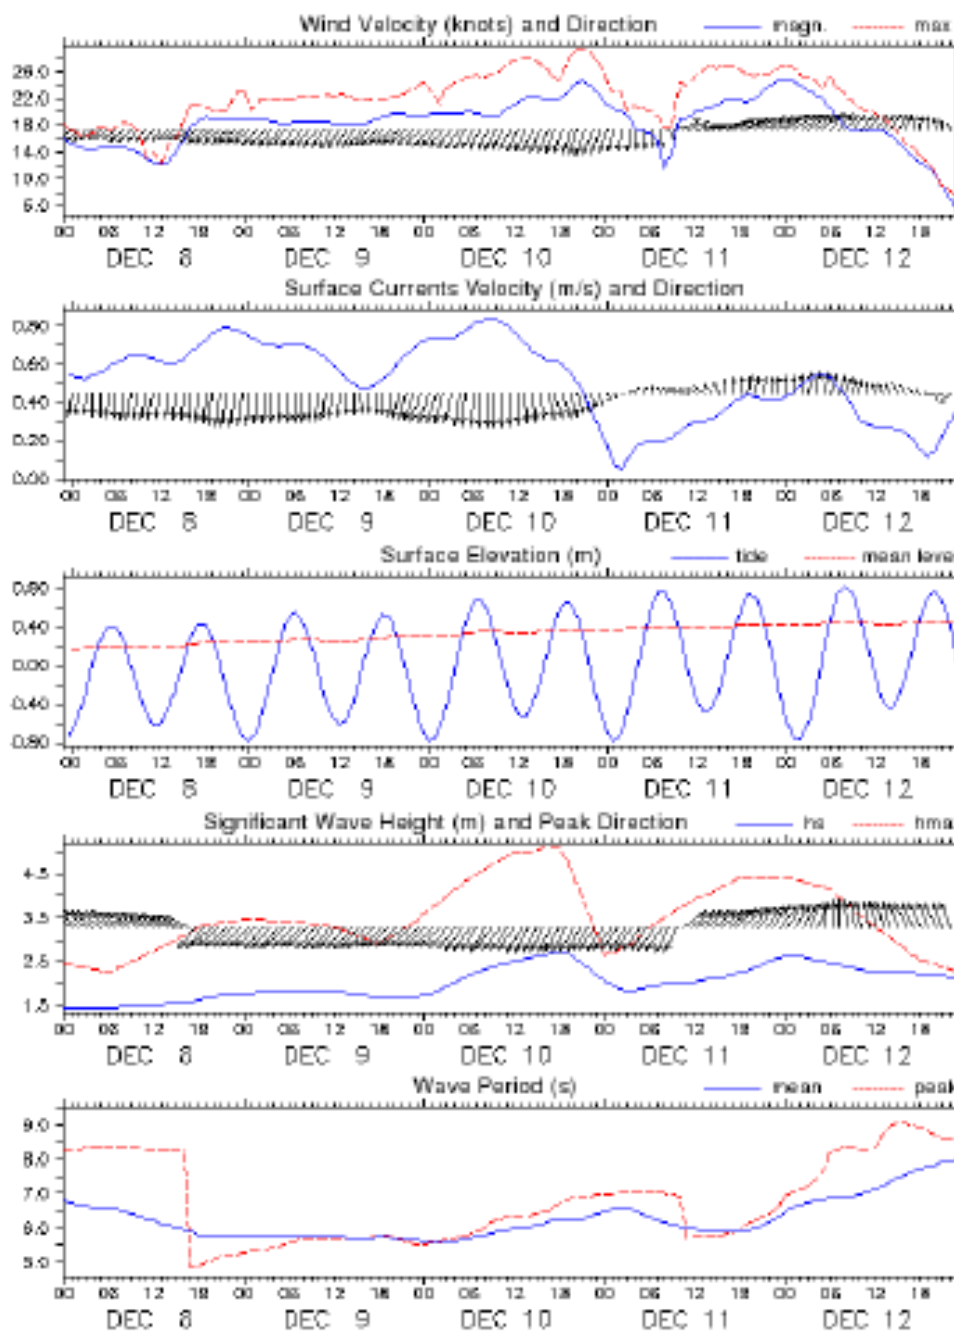 Wind Velocity (knots) and Direction magn. max
26.0
22.0
18.0
14.0
10.0
6.0
00 06 12 18 00 06 12 18 00 06 12 18 00 06 12 18 00 06 12 18
DEC 8 DEC 9 DEC 10 DEC 11 DEC 12
Surface Currents Velocity (m/s) and Direction
0.80
0.60
0.40
0.20
0.00
00 06 12 18 00 06 12 18 00 06 12 18 00 06 12 18 00 06 12 18
DEC 8 DEC 9 DEC 10 DEC 11 DEC 12
Surface Elevation (m) tide mean leve
0.80
0.40
0.00
0.40
0.80
00 06 12 18 00 06 12 18 00 06 12 18 00 06 12 18 00 06 12 18
DEC 8 DEC 9 DEC 10 DEC 11 DEC 12
Significant Wave Height (m) and Peak Direction hs hma
4.5
3.5
2.5
1.5
00 06 12 18 00 06 12 18 00 06 12 18 00 06 12 18 00 06 12 18
DEC 8 DEC 9 DEC 10 DEC 11 DEC 12
Wave Period (s) mean peak
9.0
8.0
7.0
6.0
5.0
00 06 12 18 00 06 12 18 00 06 12 18 00 06 12 18 00 06 12 18
DEC 8 DEC 9 DEC 10 DEC 11 DEC 12